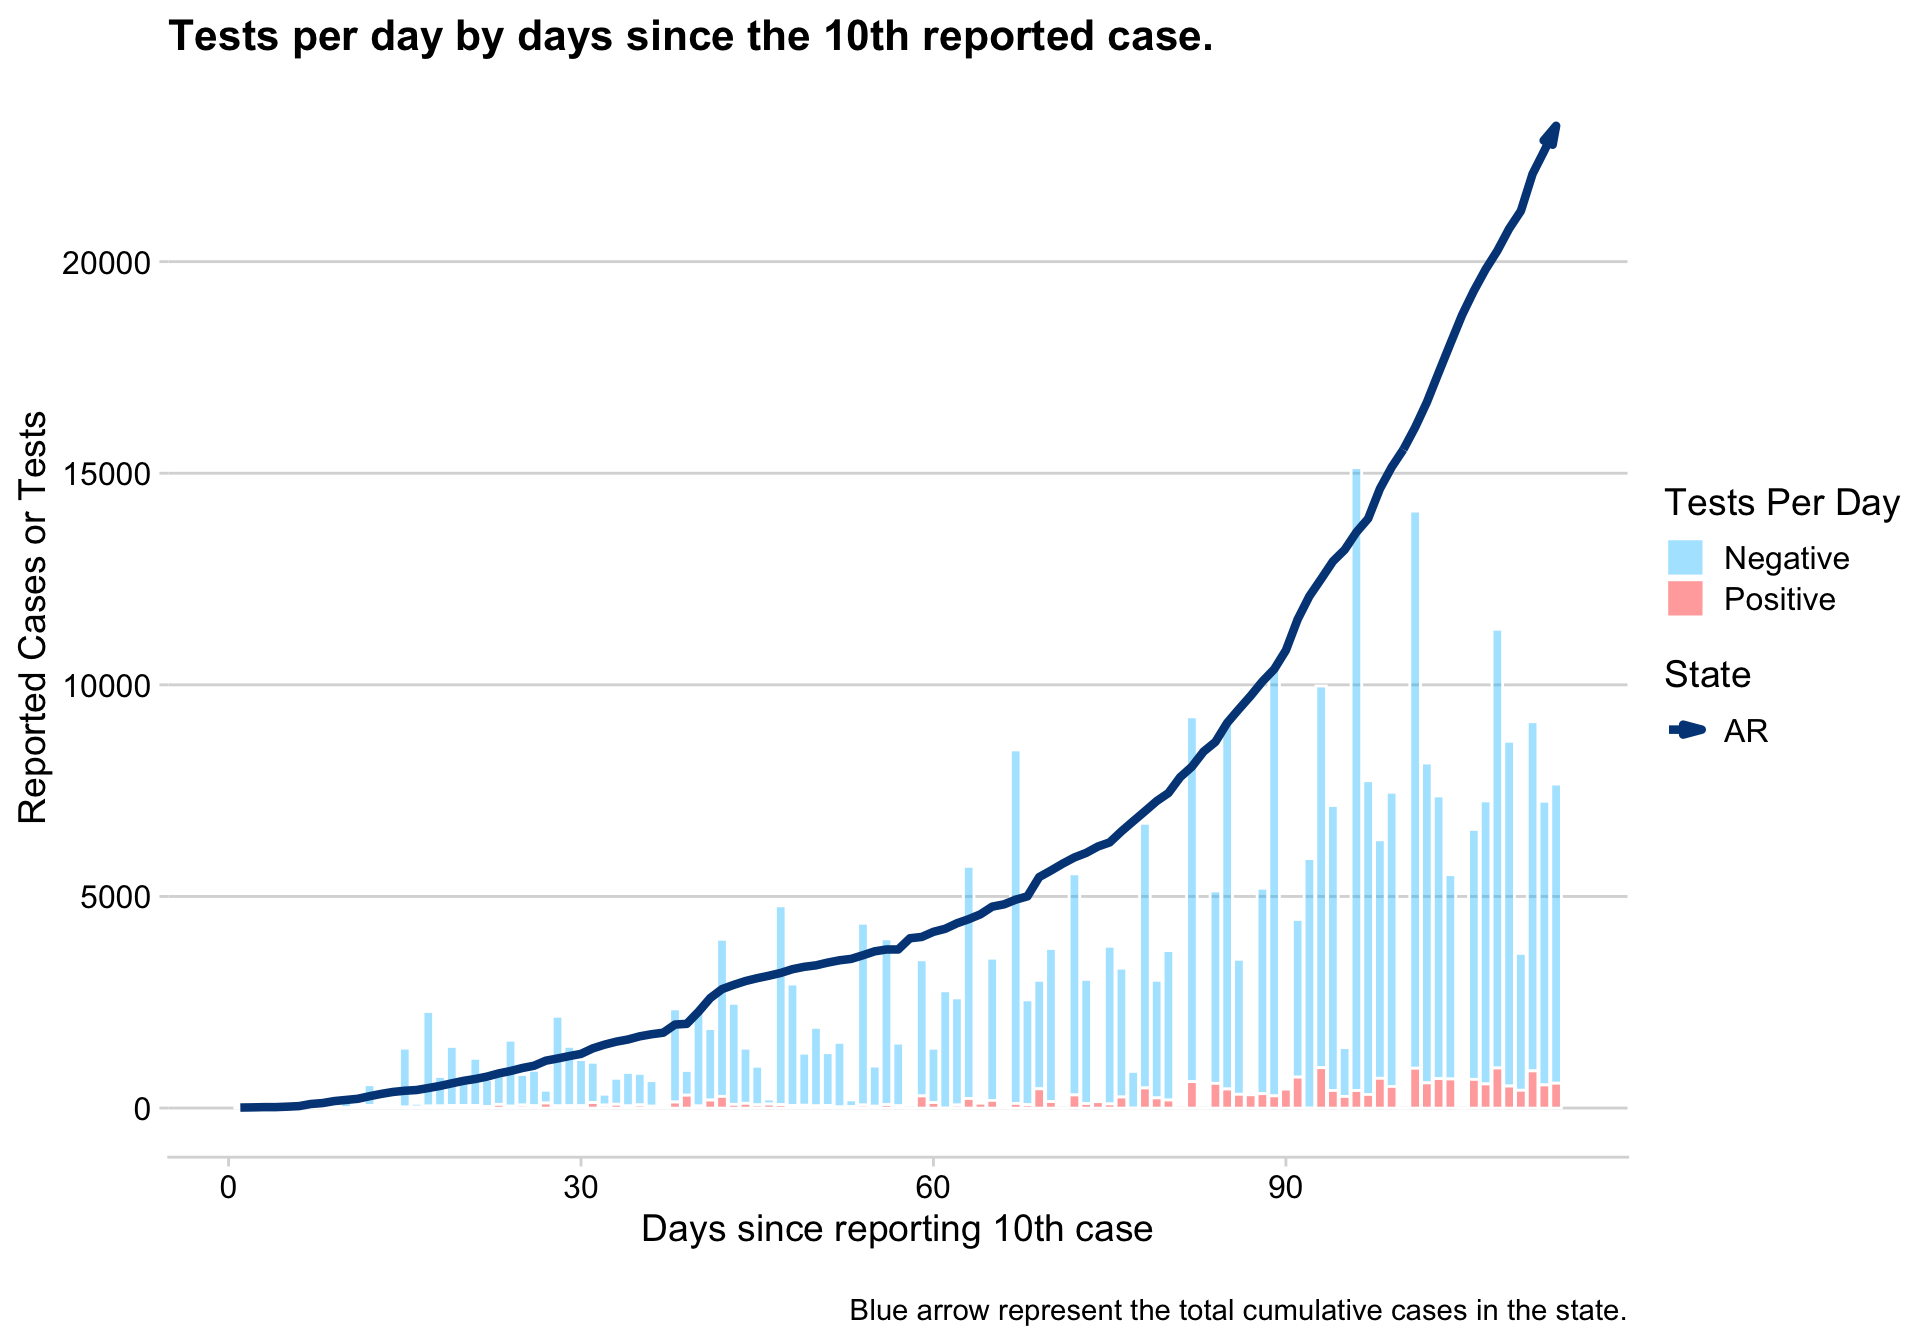 Tests per day by days since the 10th reported case.
Reported Cases or Tests
20000
15000
10000
5000
0
0
30
60
90
Days since reporting 10th case
Tests Per Day
Negative
Positive
State
AR
Blue arrow represent the total cumulative cases in the state.